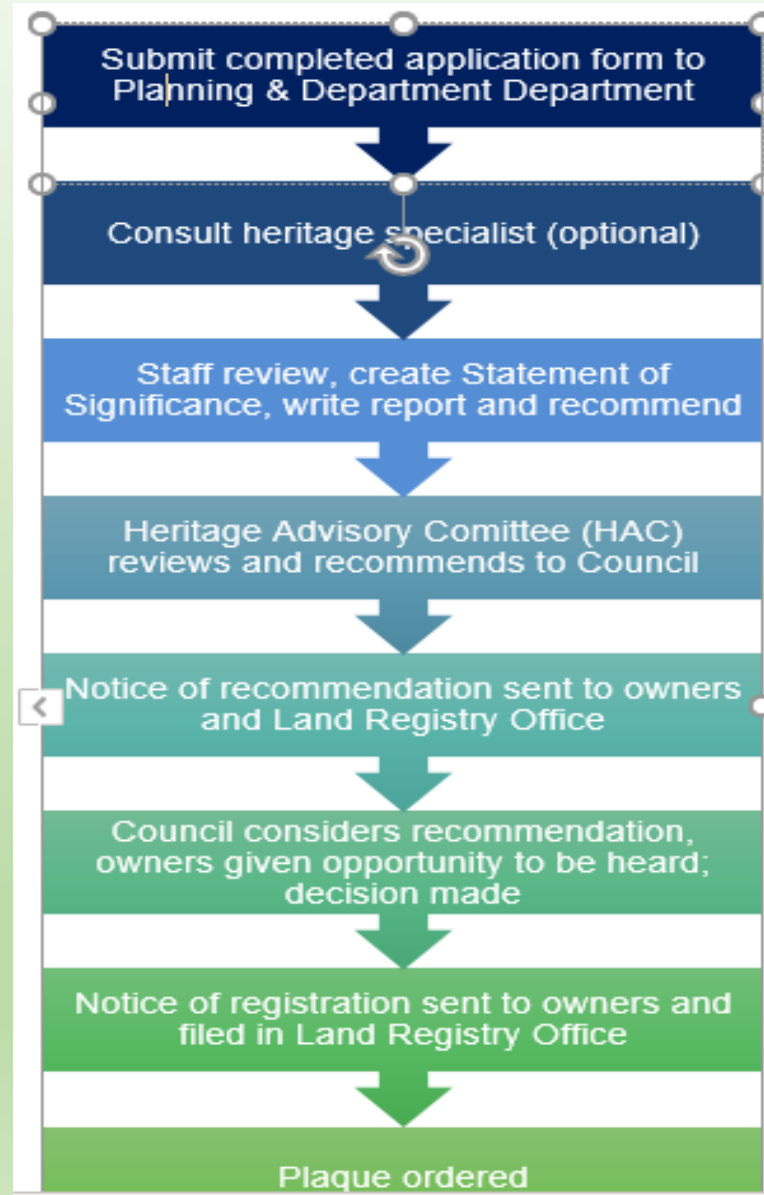 Submit completed application form to
Planning & Department Department
Consult heritage specialist (optional)
Staff review, create Statement of
Significance, write report and recommend
Heritage Advisory Comittee (HAC)
reviews and recommends to Council
Notice of recommendation sent to owners
and Land Registry Office
Council considers recommendation,
owners given opportunity to be heard;
decision made
Notice of registration sent to owners and
filed in Land Registry Office
Plaque ordered